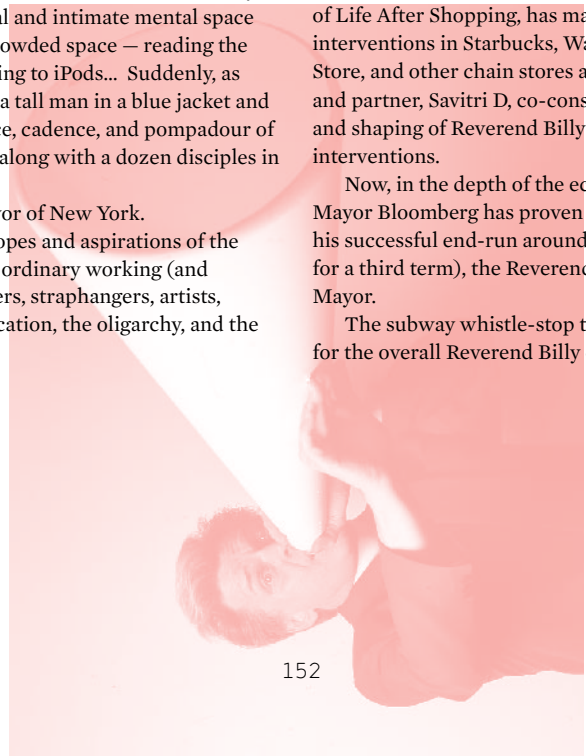 al and intimate mental space
owded space — reading the
ing to iPods... Suddenly, as
a tall man in a blue jacket and
ce, cadence, and pompadour of
along with a dozen disciples in
or of New York.
opes and aspirations of the
ordinary working (and
ers, straphangers, artists,
cation, the oligarchy, and the
of Life After Shopping, has ma
interventions in Starbucks, Wa
Store, and other chain stores a
and partner, Savitri D, co-cons
and shaping of Reverend Billy
interventions.
Now, in the depth of the ec
Mayor Bloomberg has proven
his successful end-run around
for a third term), the Reverend
Mayor.
The subway whistle-stop t
for the overall Reverend Billy
152